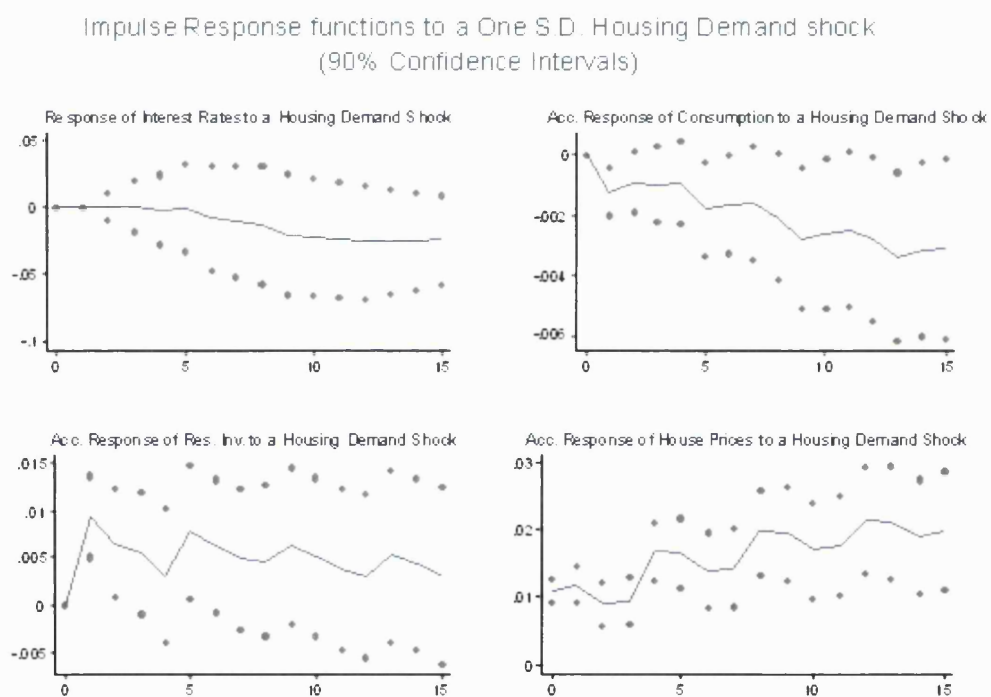 Impulse Response functions to a One S.D. Housing Demand shock
(90% Confidence Intervals)
Response of Interest Rates to a Housing Demand Shock
.05
0
-.05
-.1
0 5 10 15
Acc. Response of Consumption to a Housing Demand Shock
0
-.002
-.004
-.006
0 5 10 15
Acc. Response of Res. Inv. to a Housing Demand Shock
.015
.01
.005
0
-.005
0 5 10 15
Acc. Response of House Prices to a Housing Demand Shock
.03
.02
.01
0
0 5 10 15